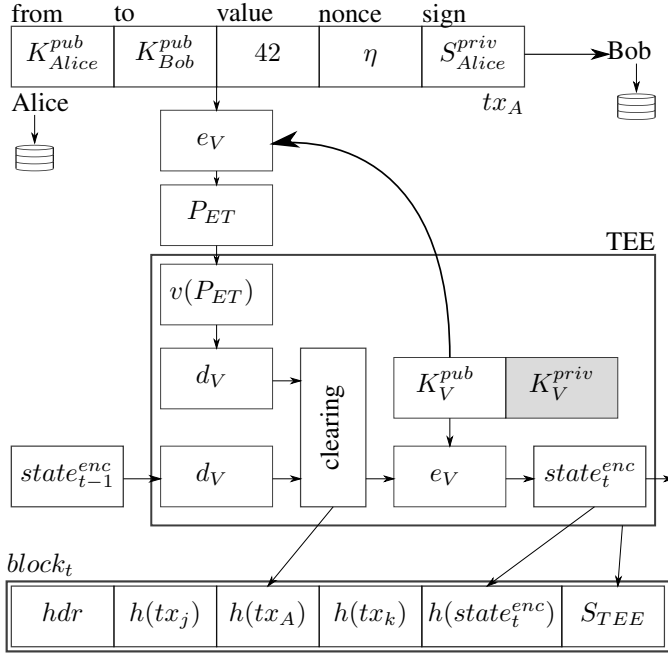 from to value nonce sign
K_{Alice}^{pub} K_{Bob}^{pub} 42 η S_{Alice}^{priv} Bob
Alice tx_A
e_V
P_{ET}
TEE
v(P_{ET})
d_V clearing K_V^{pub} K_V^{priv}
state_{t-1}^{enc} d_V e_V state_t^{enc}
block_t
hdr h(tx_j) h(tx_A) h(tx_k) h(state_t^{enc}) S_{TEE}